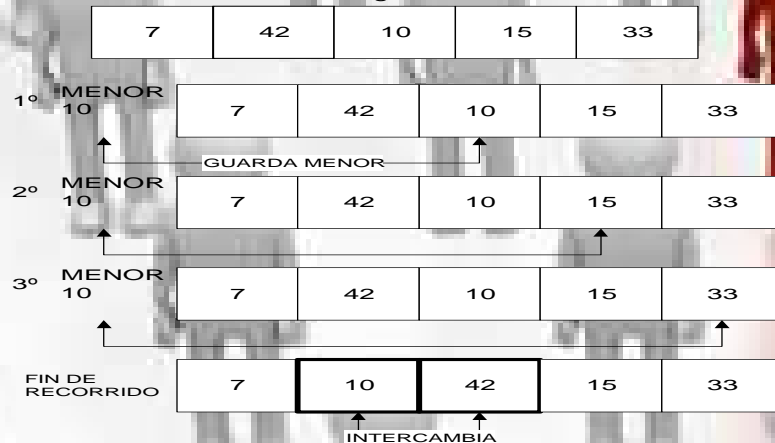 7 42 10 15 33
1º MENOR
10 7 42 10 15 33
GUARDA MENOR
2º MENOR
10 7 42 10 15 33
3º MENOR
10 7 42 10 15 33
FIN DE
RECORRIDO 7 10 42 15 33
INTERCAMBIA